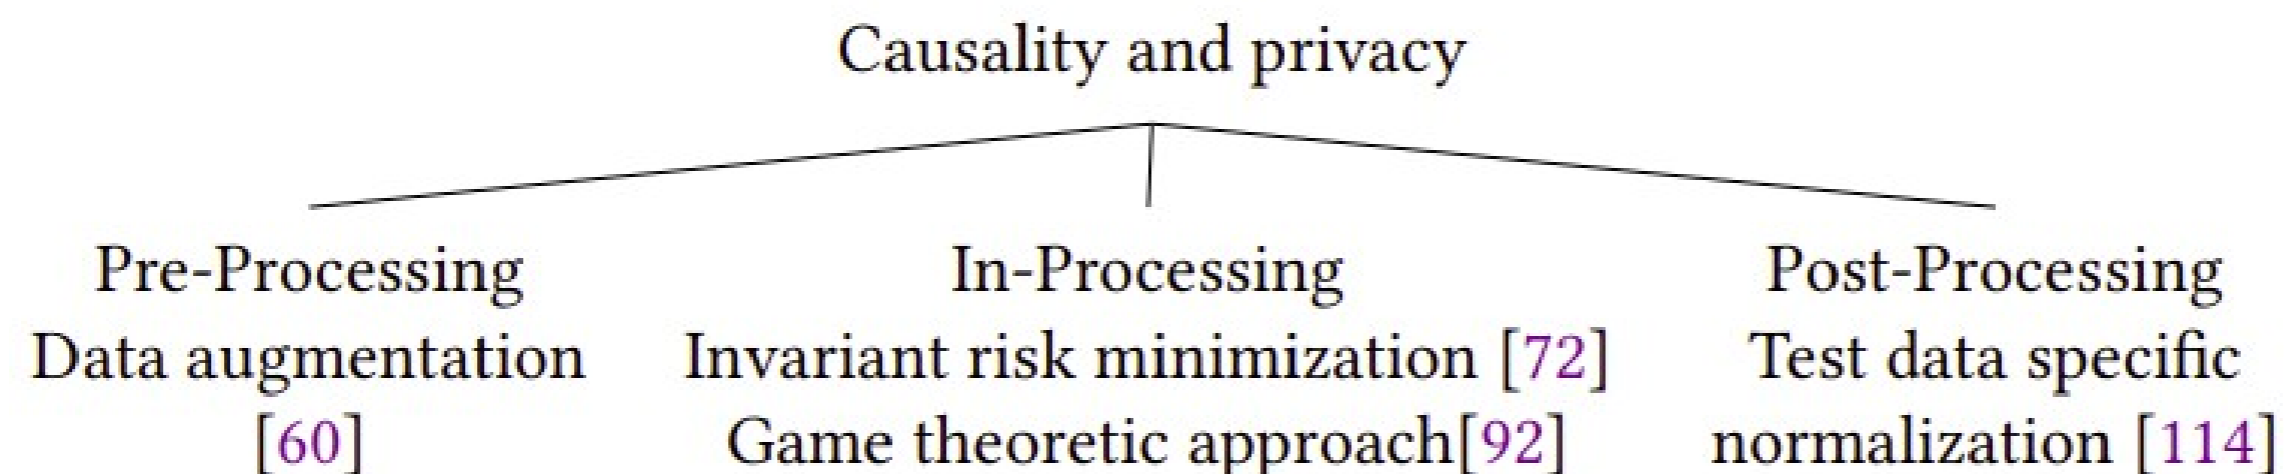 Causality and privacy
Pre-Processing
Data augmentation
[60]
In-Processing
Invariant risk minimization [72]
Game theoretic approach[92]
Post-Processing
Test data specific
normalization [114]